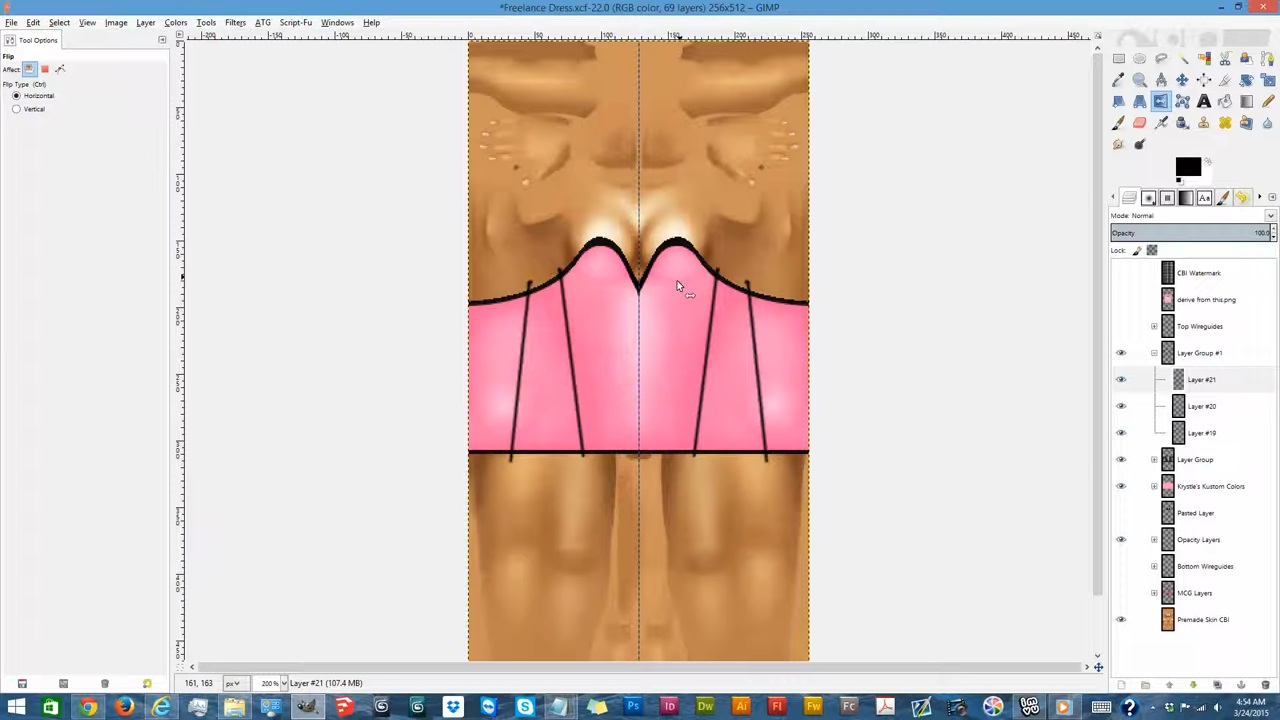 *Freelance Dress.xcf-22.0 (RGB color, 69 layers) 256x512 – GIMP
File Edit Select View Image Layer Colors Tools Filters ATG Script-Fu Windows Help
Tool Options
Flip
Affect:
Flip Type (Ctrl)
Horizontal
Vertical
Mode: Normal
Opacity 100.0
Lock:
CBI Watermark
derive from this.png
Top Wireguides
Layer Group #1
Layer #21
Layer #20
Layer #19
Layer Group
Krystle's Kustom Colors
Pasted Layer
Opacity Layers
Bottom Wireguides
MCG Layers
Premade Skin CBI
161, 163 px 200% Layer #21 (107.4 MB)
4:54 AM
3/24/2015